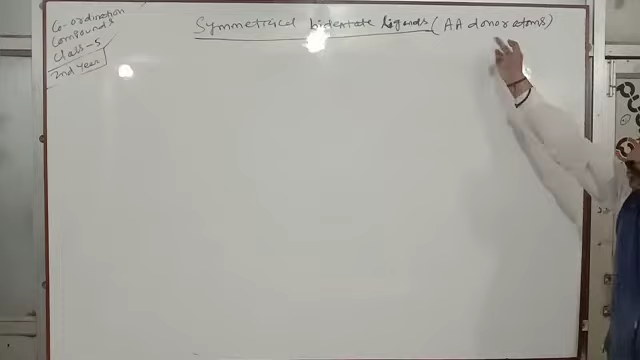 Co-ordination
Compounds
Class-5
2nd Year
Symmetrical bidentate ligands (AA donor atoms)